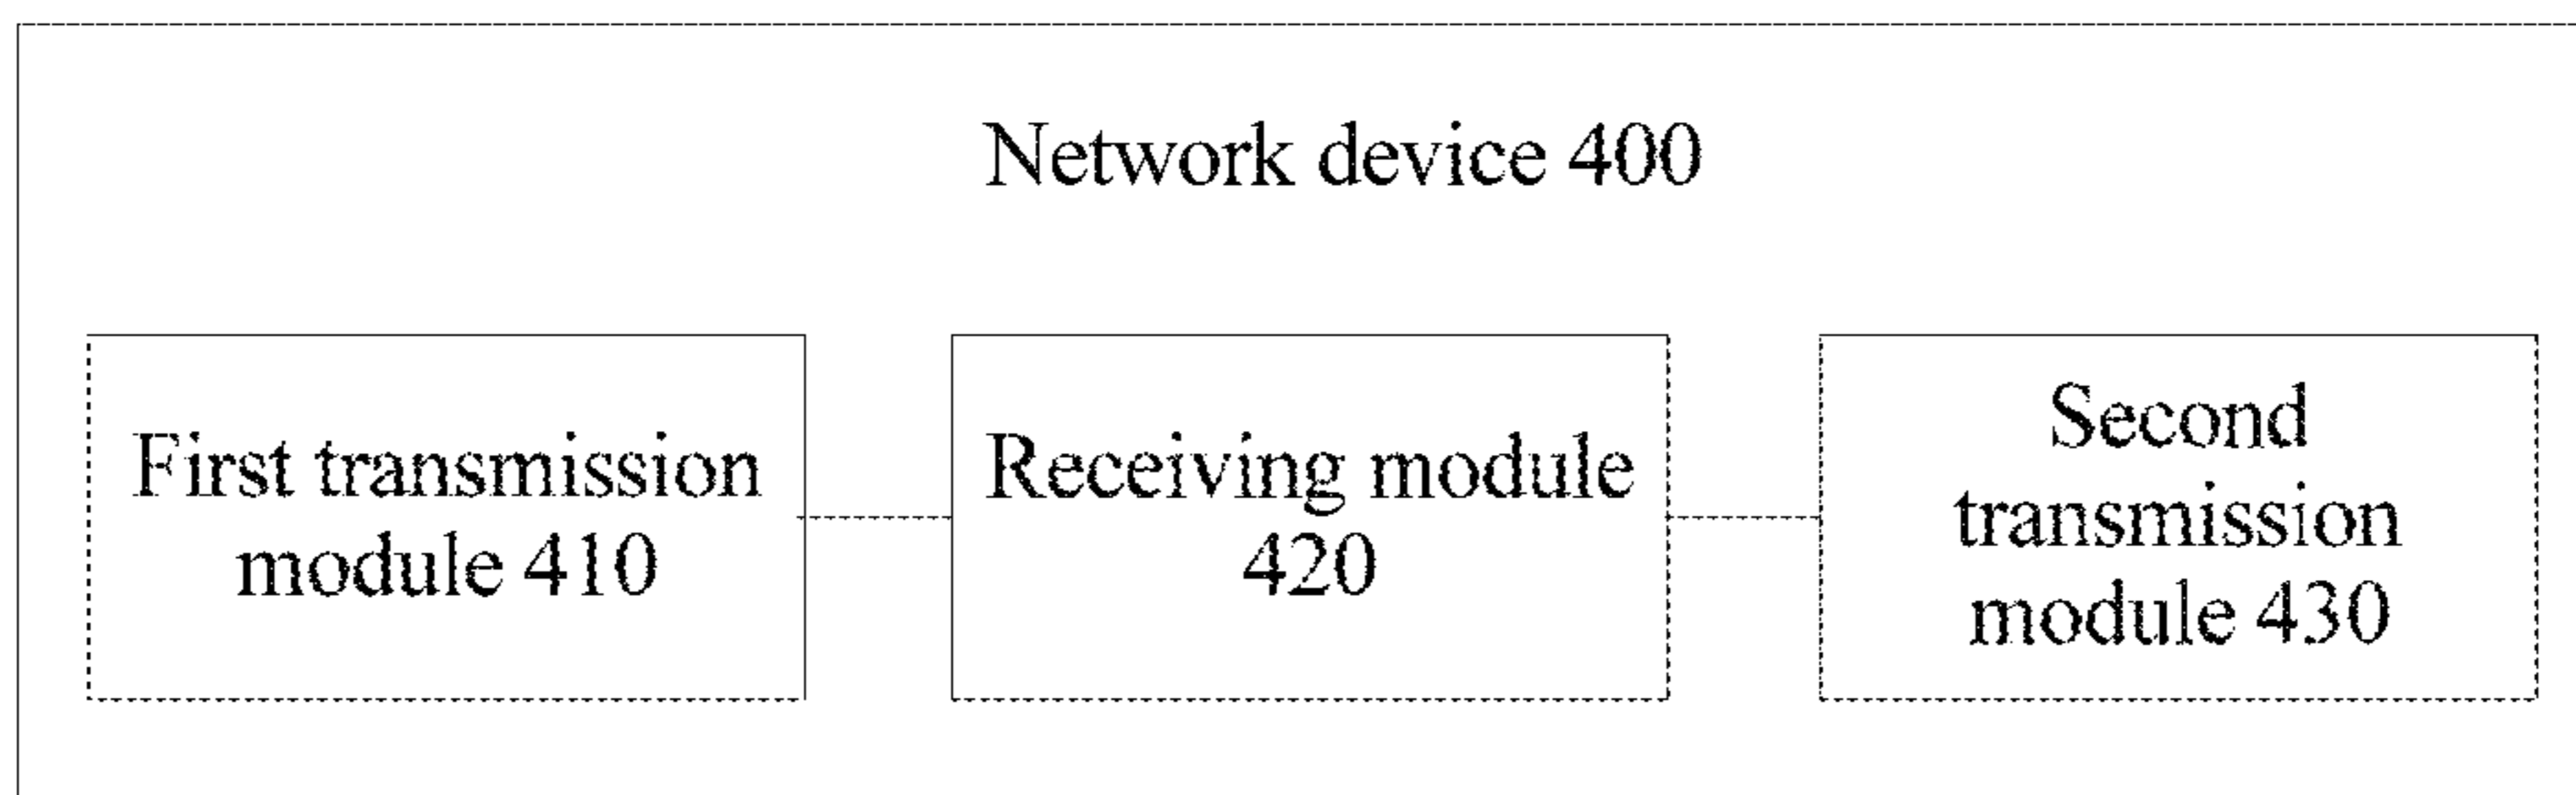 Network device 400
First transmission
module 410
Receiving module
420
Second
transmission
module 430